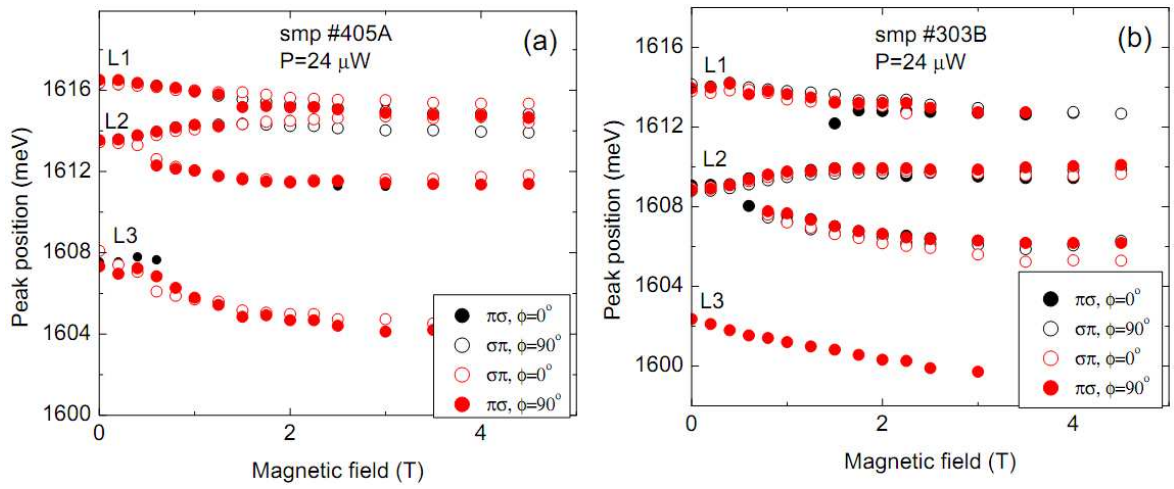 smp #405A
P=24 μW
(a)
L1
L2
L3
Peak position (meV)
1616
1612
1608
1604
1600
0
2
4
Magnetic field (T)
πσ, ϕ=0°
σπ, ϕ=90°
σπ, ϕ=0°
πσ, ϕ=90°
smp #303B
P=24 μW
(b)
L1
L2
L3
Peak position (meV)
1616
1612
1608
1604
1600
0
2
4
Magnetic field (T)
πσ, ϕ=0°
σπ, ϕ=90°
σπ, ϕ=0°
πσ, ϕ=90°